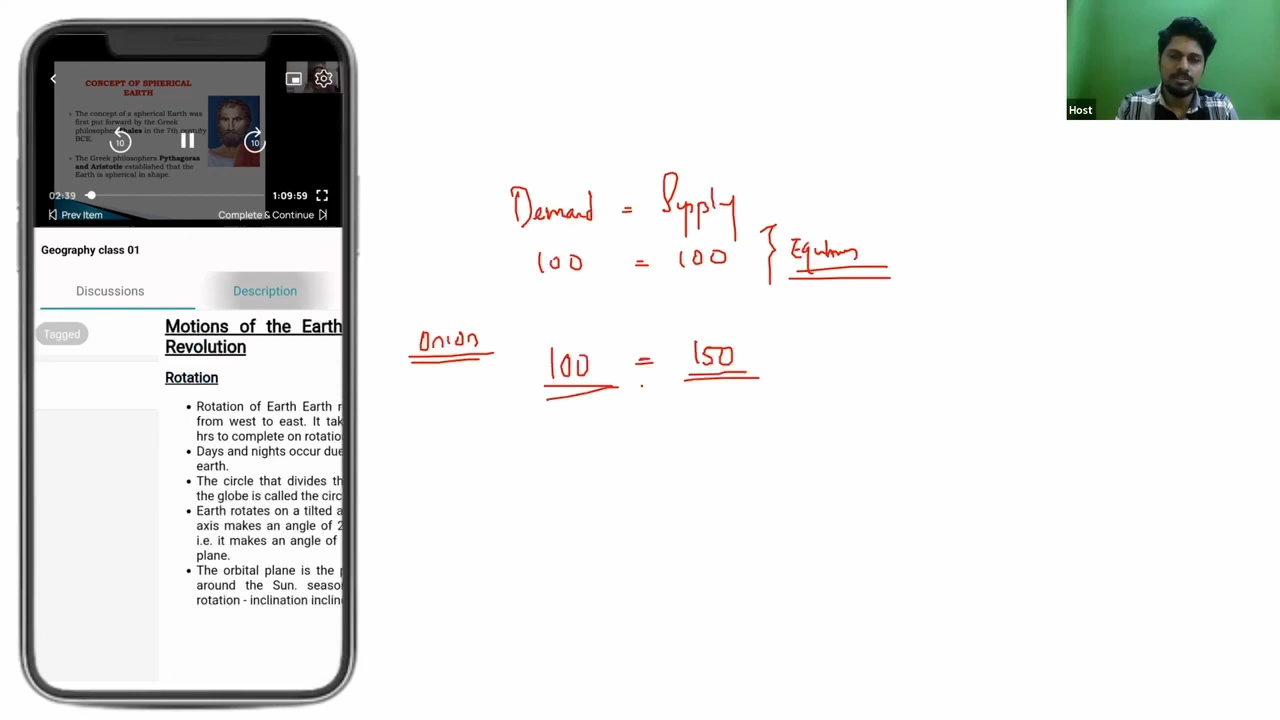 CONCEPT OF SPHERICAL
EARTH
The concept of a spherical Earth was
first put forward by the Greek
philosopher Thales in the 7th century
BCE.
The Greek philosophers Pythagoras
and Aristotle established that the
Earth is spherical in shape.
10
10
02:39
1:09:59
Prev Item
Complete & Continue
Geography class 01
Discussions
Description
Tagged
Motions of the Earth
Revolution
Rotation
Rotation of Earth Earth r
from west to east. It tak
hrs to complete on rotatio
Days and nights occur due
earth.
The circle that divides th
the globe is called the circ
Earth rotates on a tilted a
axis makes an angle of 2
i.e. it makes an angle of
plane.
The orbital plane is the p
around the Sun. seaso
rotation - inclination inclin
Host
Demand = Supply
100 = 100
Onion
100 = 150